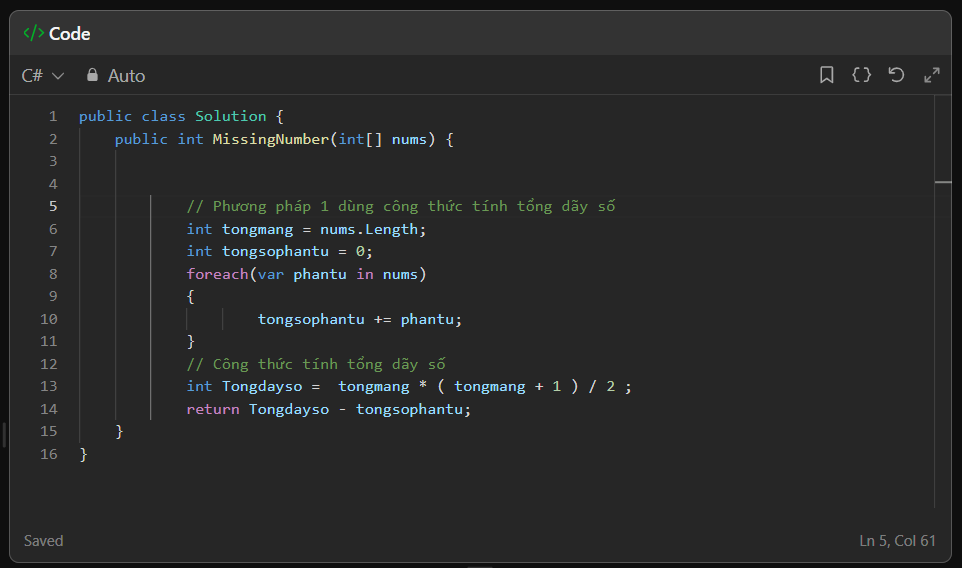 </> Code
C# Auto
1 public class Solution {
2 public int MissingNumber(int[] nums) {
3
4
5 // Phương pháp 1 dùng công thức tính tổng dãy số
6 int tongmang = nums.Length;
7 int tongsophantu = 0;
8 foreach(var phantu in nums)
9 {
10 tongsophantu += phantu;
11 }
12 // Công thức tính tổng dãy số
13 int Tongdayso =  tongmang * ( tongmang + 1 ) / 2 ;
14 return Tongdayso - tongsophantu;
15 }
16 }
Saved Ln 5, Col 61